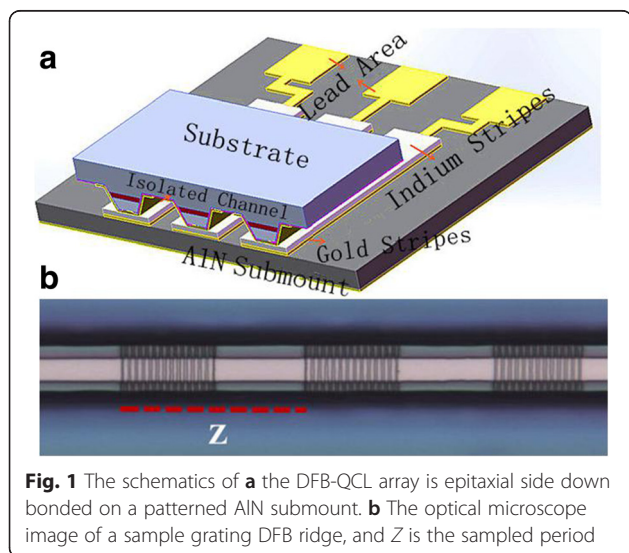 a
Lead Area
Substrate
Indium Stripes
Isolated Channel
Gold Stripes
AlN Submount
b
Z
Fig. 1 The schematics of a the DFB-QCL array is epitaxial side down
bonded on a patterned AlN submount. b The optical microscope
image of a sample grating DFB ridge, and Z is the sampled period